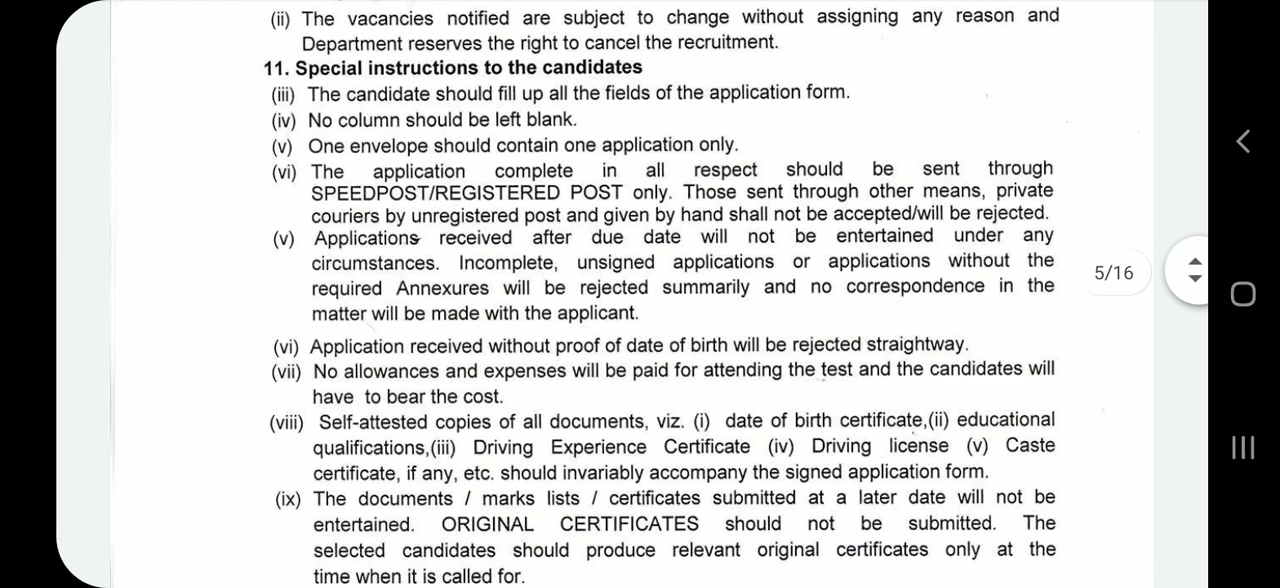 (ii) The vacancies notified are subject to change without assigning any reason and
Department reserves the right to cancel the recruitment.
11. Special instructions to the candidates
(iii) The candidate should fill up all the fields of the application form.
(iv) No column should be left blank.
(v) One envelope should contain one application only.
(vi) The application complete in all respect should be sent through
SPEEDPOST/REGISTERED POST only. Those sent through other means, private
couriers by unregistered post and given by hand shall not be accepted/will be rejected.
(v) Applications received after due date will not be entertained under any
circumstances. Incomplete, unsigned applications or applications without the
required Annexures will be rejected summarily and no correspondence in the
matter will be made with the applicant.
(vi) Application received without proof of date of birth will be rejected straightway.
(vii) No allowances and expenses will be paid for attending the test and the candidates will
have to bear the cost.
(viii) Self-attested copies of all documents, viz. (i) date of birth certificate,(ii) educational
qualifications,(iii) Driving Experience Certificate (iv) Driving license (v) Caste
certificate, if any, etc. should invariably accompany the signed application form.
(ix) The documents / marks lists / certificates submitted at a later date will not be
entertained. ORIGINAL CERTIFICATES should not be submitted. The
selected candidates should produce relevant original certificates only at the
time when it is called for.
5/16